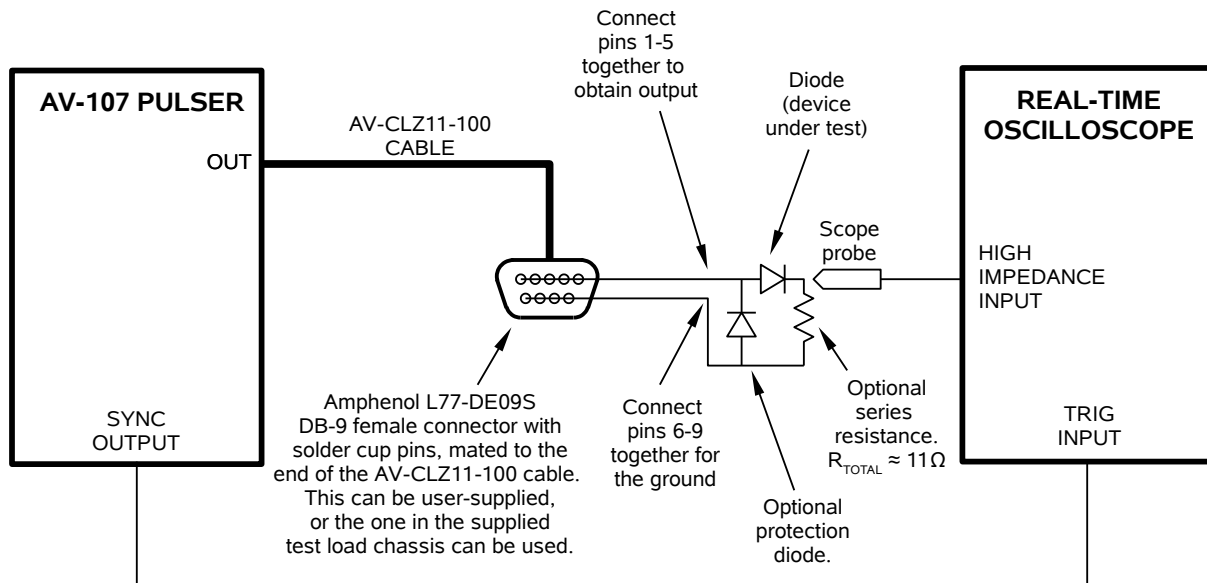 AV-107 PULSER
OUT
SYNC
OUTPUT
AV-CLZ11-100
CABLE
Connect
pins 1-5
together to
obtain output
Diode
(device
under test)
Scope
probe
REAL-TIME
OSCILLOSCOPE
HIGH
IMPEDANCE
INPUT
TRIG
INPUT
Amphenol L77-DE09S
DB-9 female connector with
solder cup pins, mated to the
end of the AV-CLZ11-100 cable.
This can be user-supplied,
or the one in the supplied
test load chassis can be used.
Connect
pins 6-9
together for
the ground
Optional
protection
diode.
Optional
series
resistance.
R_TOTAL ≈ 11Ω